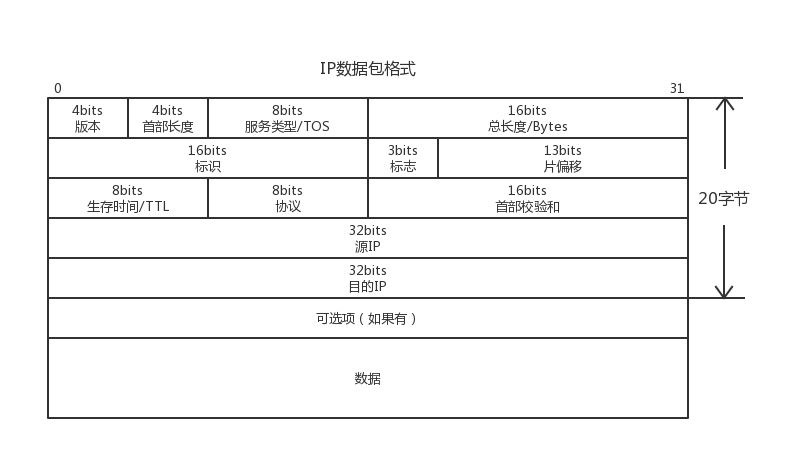 IP数据包格式
0 31
4bits 4bits 8bits 16bits
版本 首部长度 服务类型/TOS 总长度/Bytes
16bits 3bits 13bits
标识 标志 片偏移
8bits 8bits 16bits
生存时间/TTL 协议 首部校验和
20字节
32bits
源IP
32bits
目的IP
可选项（如果有）
数据